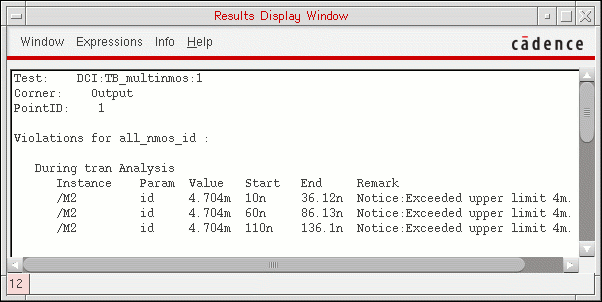 Results Display Window
Window Expressions Info Help
cādence
Test: DCI:TB_multinmos:1
Corner: Output
PointID: 1
Violations for all_nmos_id :
During tran Analysis
Instance Param Value Start End Remark
/M2 id 4.704m 10n 36.12n Notice:Exceeded upper limit 4m.
/M2 id 4.704m 60n 86.13n Notice:Exceeded upper limit 4m.
/M2 id 4.704m 110n 136.1n Notice:Exceeded upper limit 4m.
12